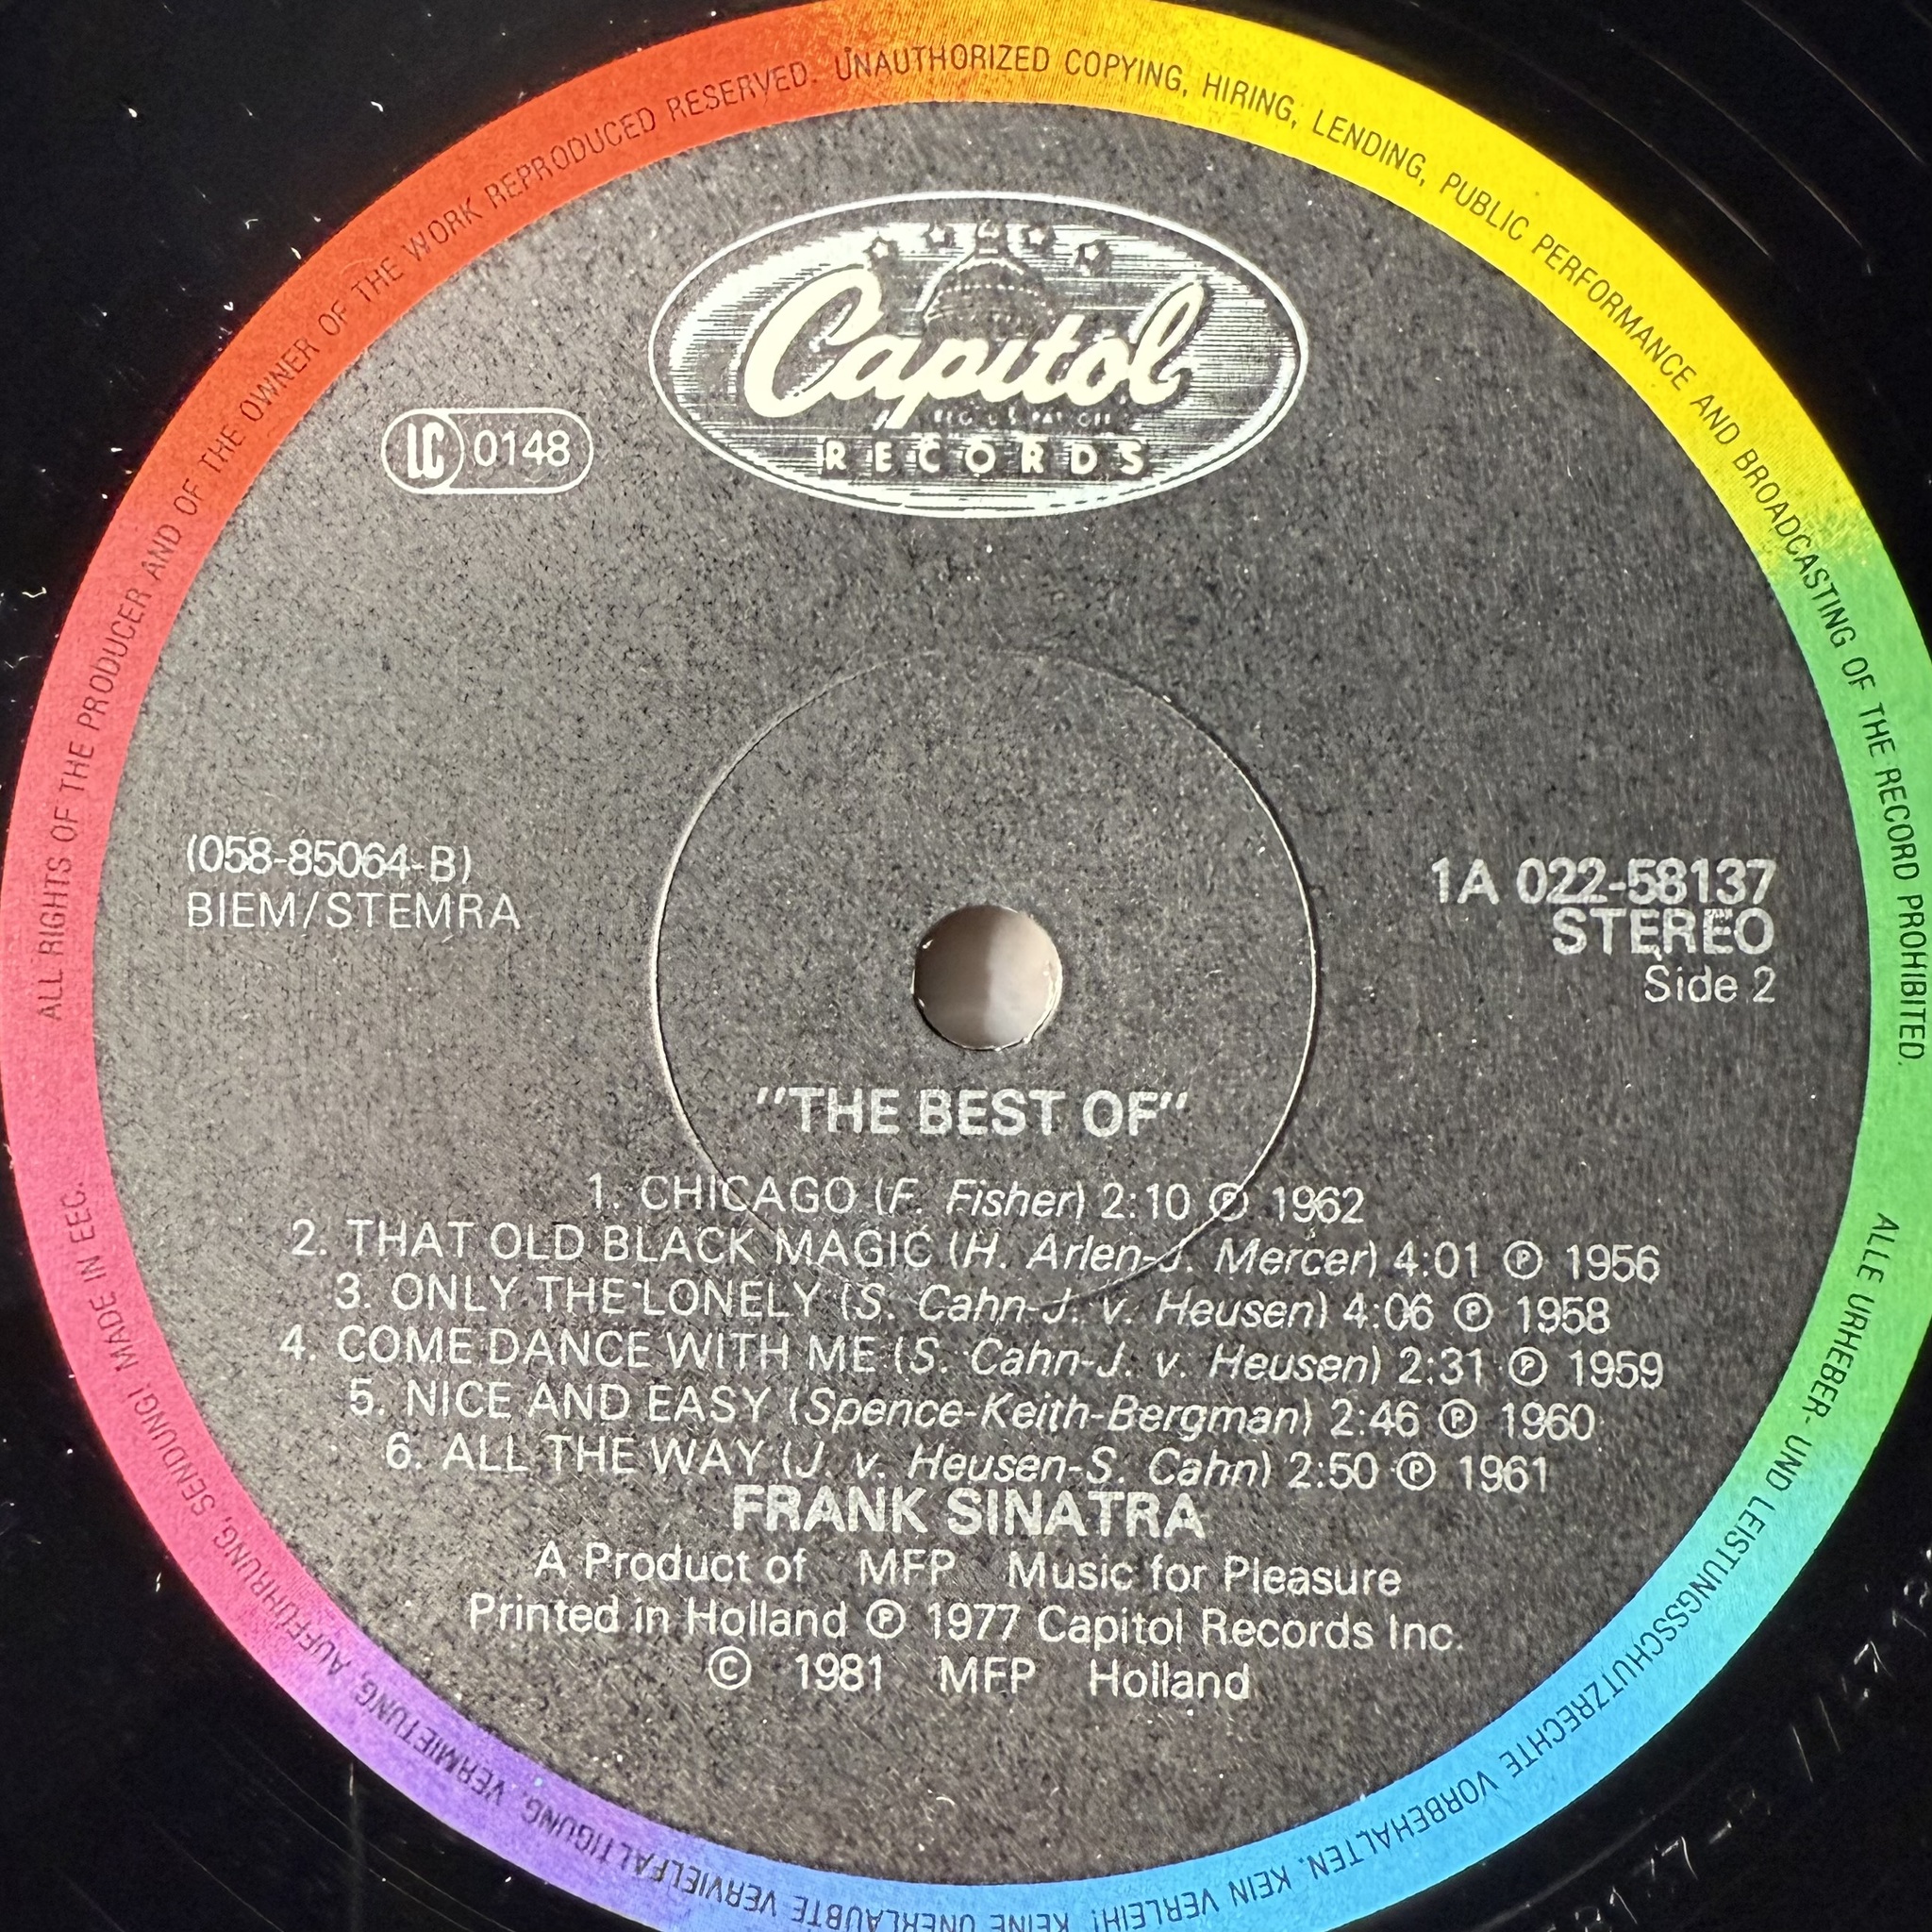 ALL RIGHTS OF THE PRODUCER AND OF THE OWNER OF THE WORK REPRODUCED RESERVED. UNAUTHORIZED COPYING, HIRING, LENDING, PUBLIC PERFORMANCE AND BROADCASTING OF THE RECORD PROHIBITED.
Capitol
RECORDS
LC 0148
(058-85064-B)
BIEM/STEMRA
1A 022-58137
STEREO
Side 2
"THE BEST OF"
1. CHICAGO (F. Fisher) 2:10 ℗ 1962
2. THAT OLD BLACK MAGIC (H. Arlen-J. Mercer) 4:01 ℗ 1956
3. ONLY THE LONELY (S. Cahn-J. v. Heusen) 4:06 ℗ 1958
4. COME DANCE WITH ME (S. Cahn-J. v. Heusen) 2:31 ℗ 1959
5. NICE AND EASY (Spence-Keith-Bergman) 2:46 ℗ 1960
6. ALL THE WAY (J. v. Heusen-S. Cahn) 2:50 ℗ 1961
FRANK SINATRA
A Product of MFP Music for Pleasure
Printed in Holland ℗ 1977 Capitol Records Inc.
© 1981 MFP Holland
ALLE URHEBER- UND LEISTUNGSSCHUTZRECHTE VORBEHALTEN. KEIN VERLEIH! KEINE UNERLAUBTE VERVIELFÄLTIGUNG, VERMIETUNG, AUFFÜHRUNG, SENDUNG! MADE IN EEC.